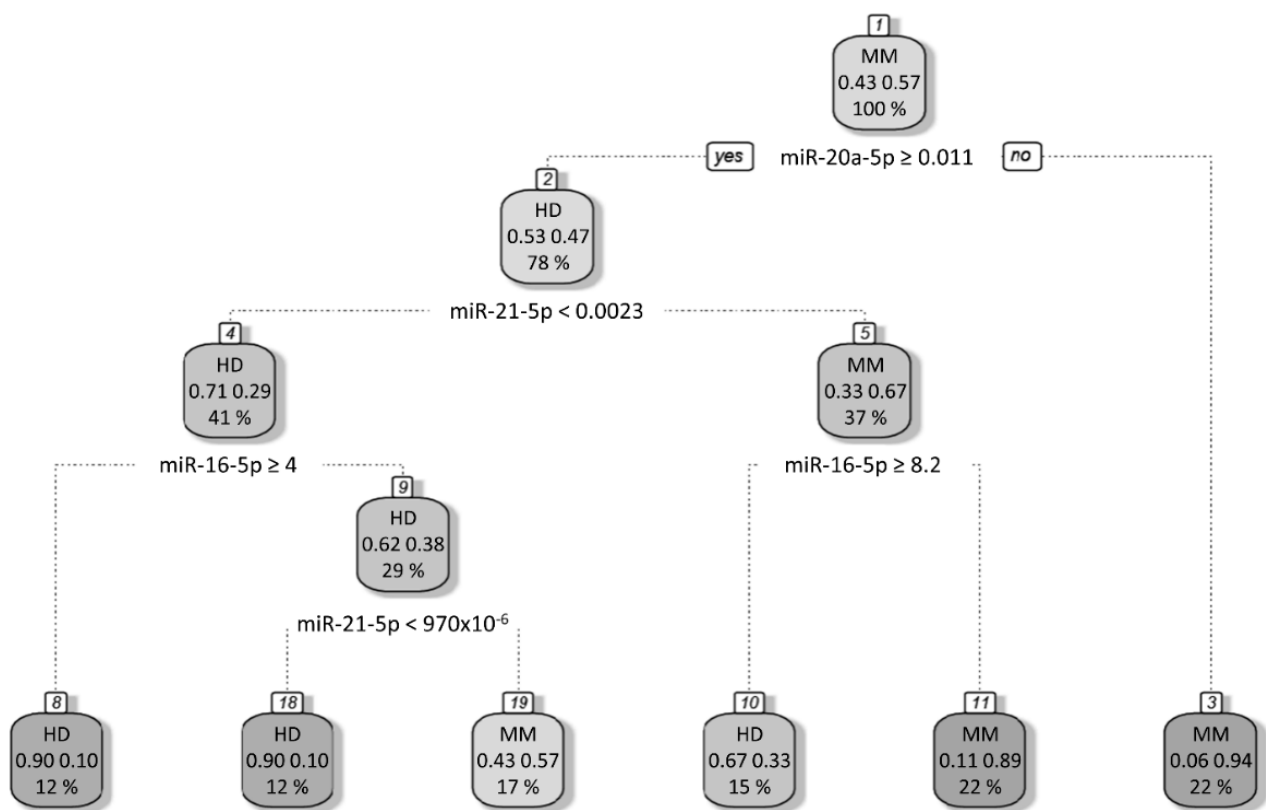 1
MM
0.43 0.57
100 %
yes
miR-20a-5p ≥ 0.011
no
2
HD
0.53 0.47
78 %
miR-21-5p < 0.0023
4
HD
0.71 0.29
41 %
5
MM
0.33 0.67
37 %
miR-16-5p ≥ 4
miR-16-5p ≥ 8.2
9
HD
0.62 0.38
29 %
miR-21-5p < 970x10⁻⁶
8
HD
0.90 0.10
12 %
18
HD
0.90 0.10
12 %
19
MM
0.43 0.57
17 %
10
HD
0.67 0.33
15 %
11
MM
0.11 0.89
22 %
3
MM
0.06 0.94
22 %